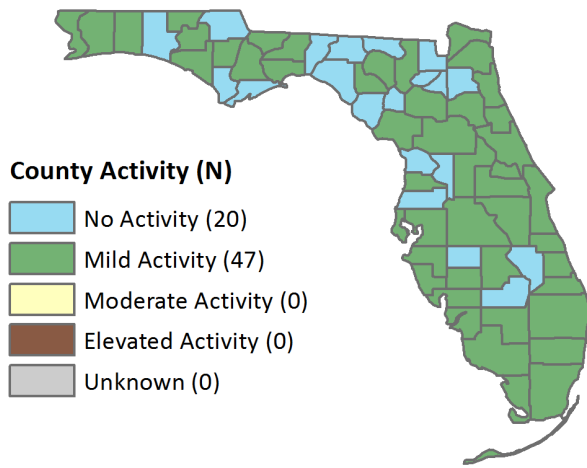 County Activity (N)
No Activity (20)
Mild Activity (47)
Moderate Activity (0)
Elevated Activity (0)
Unknown (0)